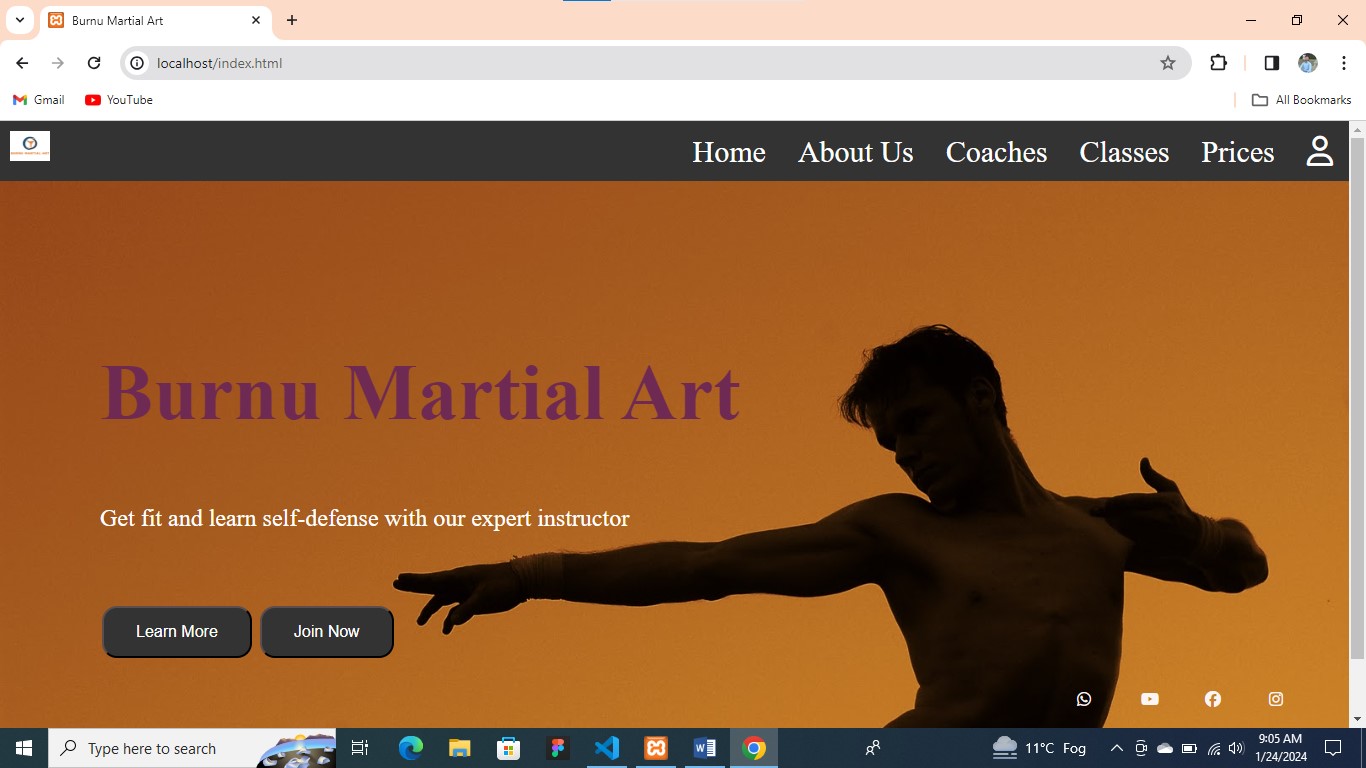 Burnu Martial Art
localhost/index.html
Gmail YouTube All Bookmarks
Home About Us Coaches Classes Prices
Burnu Martial Art
Get fit and learn self-defense with our expert instructor
Learn More Join Now
Type here to search
11°C Fog
9:05 AM
1/24/2024